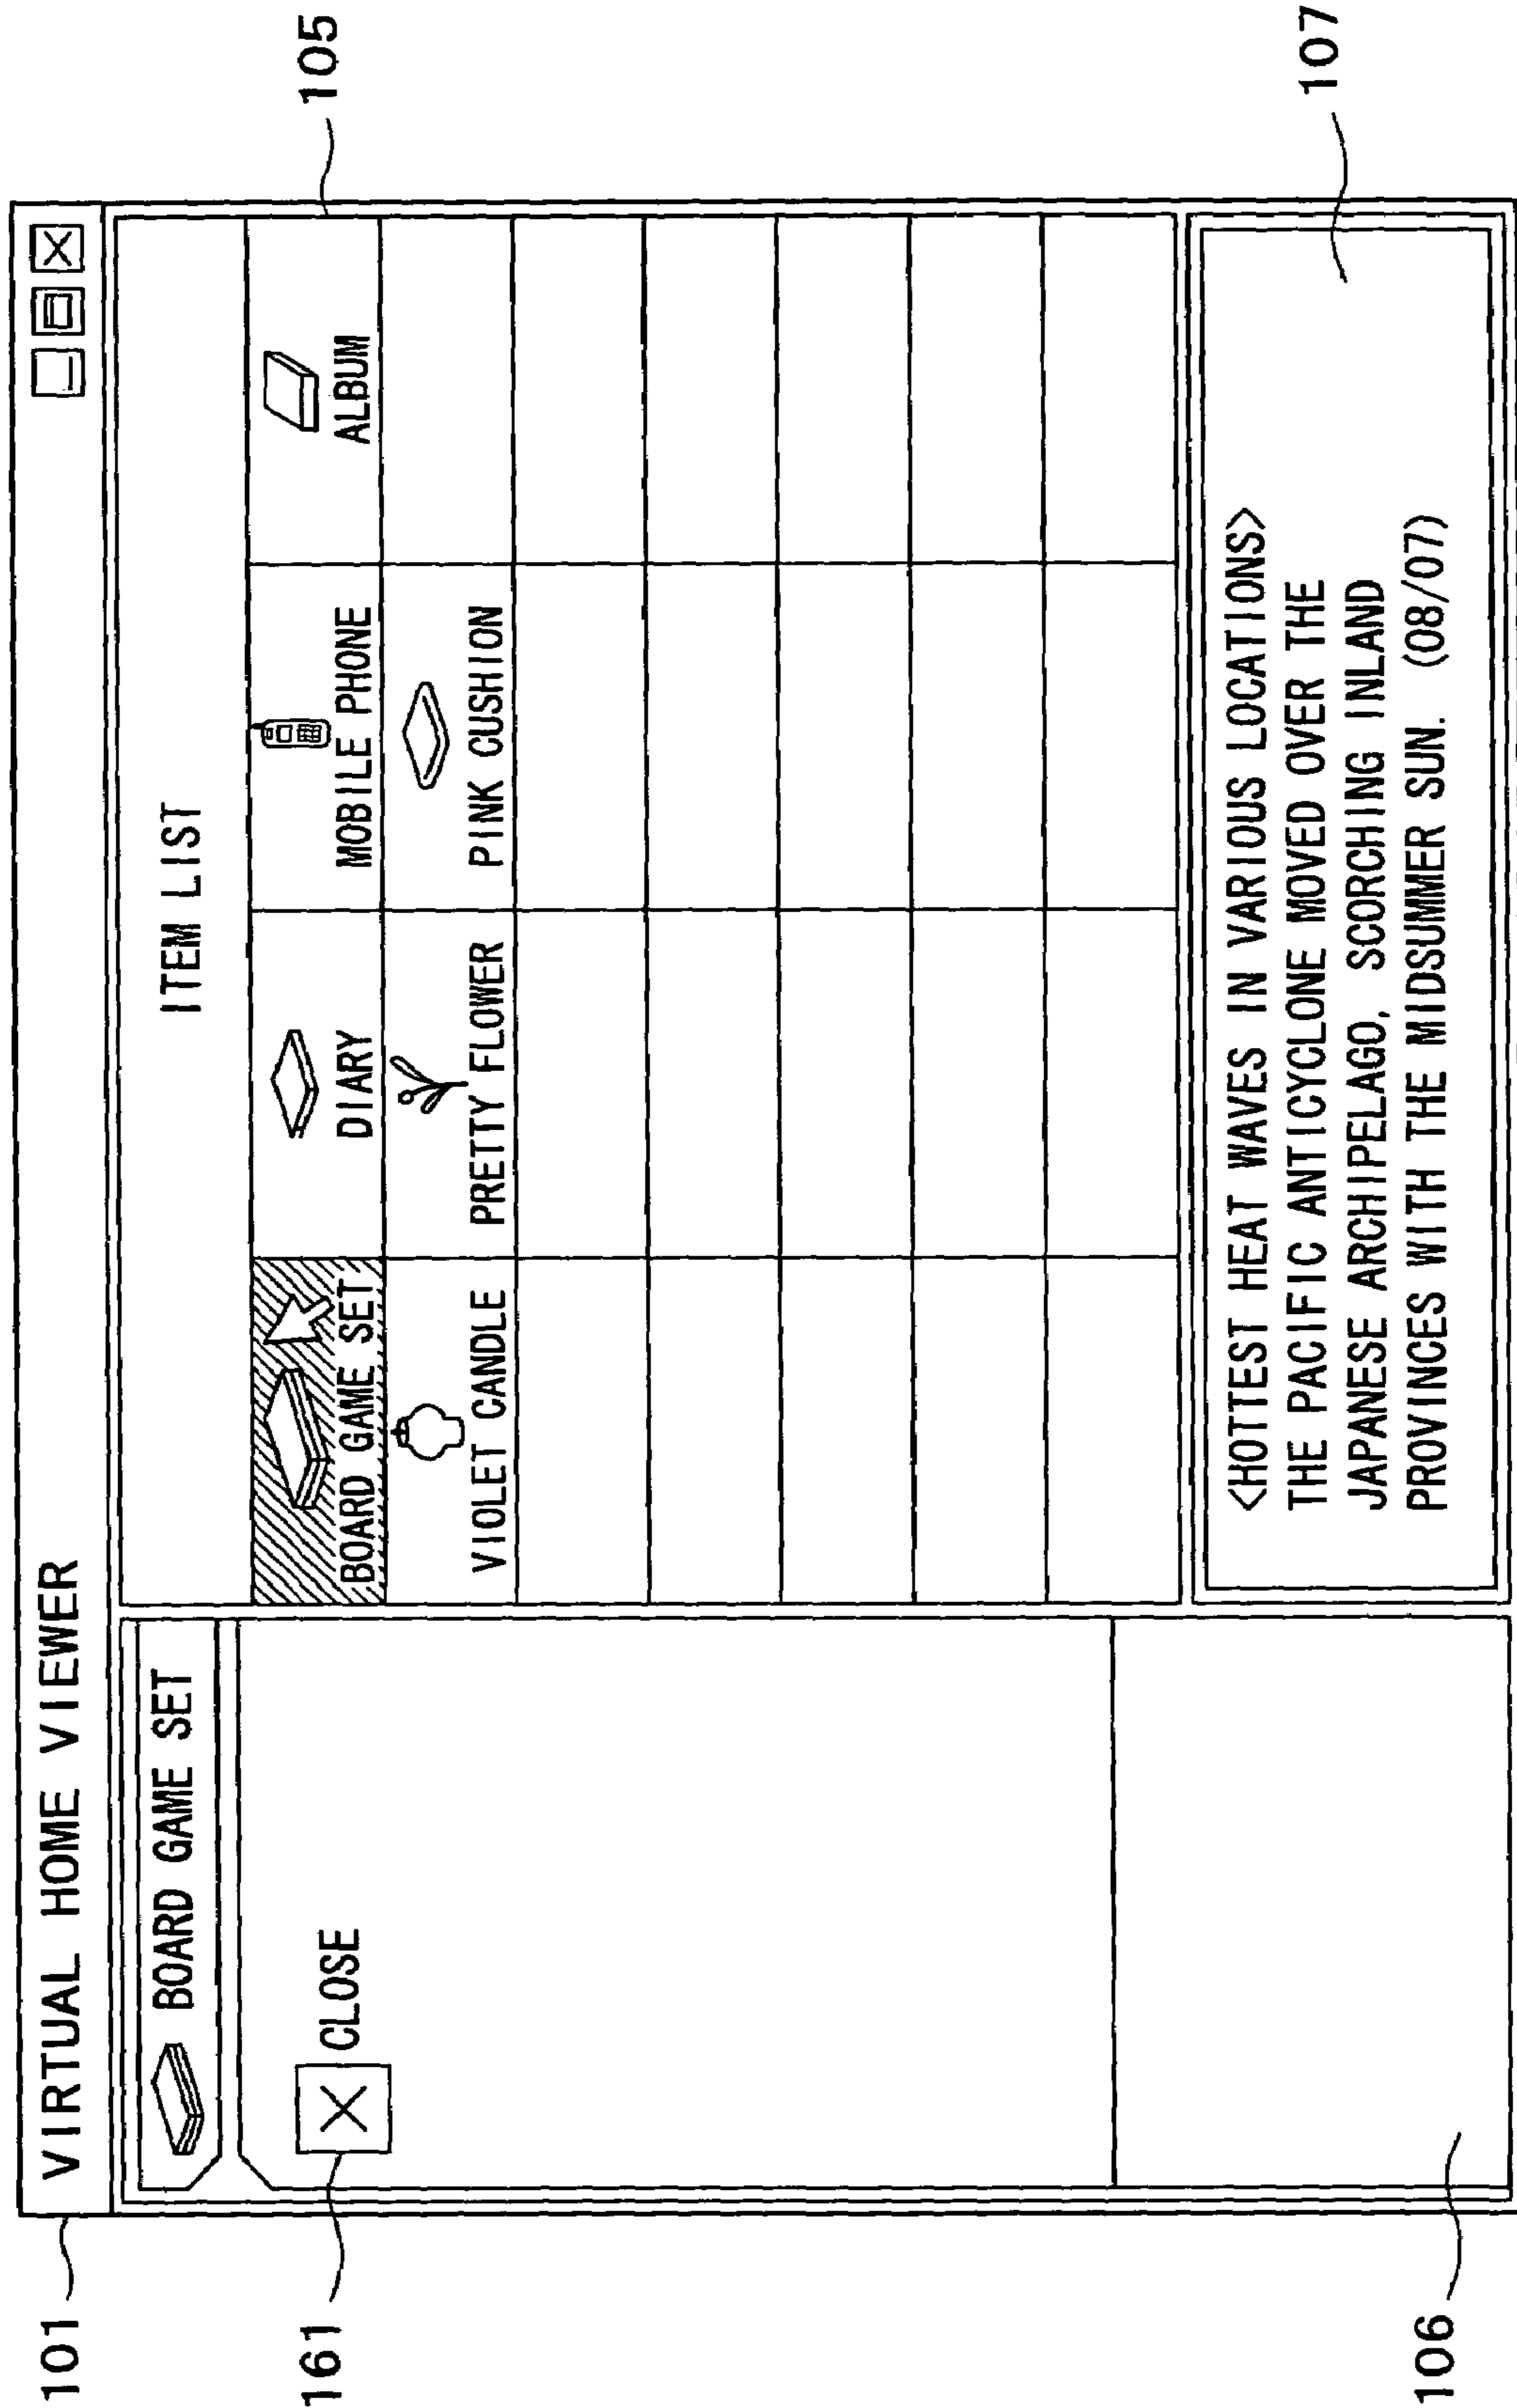 101
VIRTUAL HOME VIEWER
BOARD GAME SET
161
CLOSE
106
ITEM LIST
105
BOARD GAME SET
DIARY
MOBILE PHONE
ALBUM
VIOLET CANDLE
PRETTY FLOWER
PINK CUSHION
<HOTTEST HEAT WAVES IN VARIOUS LOCATIONS>
THE PACIFIC ANTICYCLONE MOVED OVER THE
JAPANESE ARCHIPELAGO, SCORCHING INLAND
PROVINCES WITH THE MIDSUMMER SUN. (08/07)
107